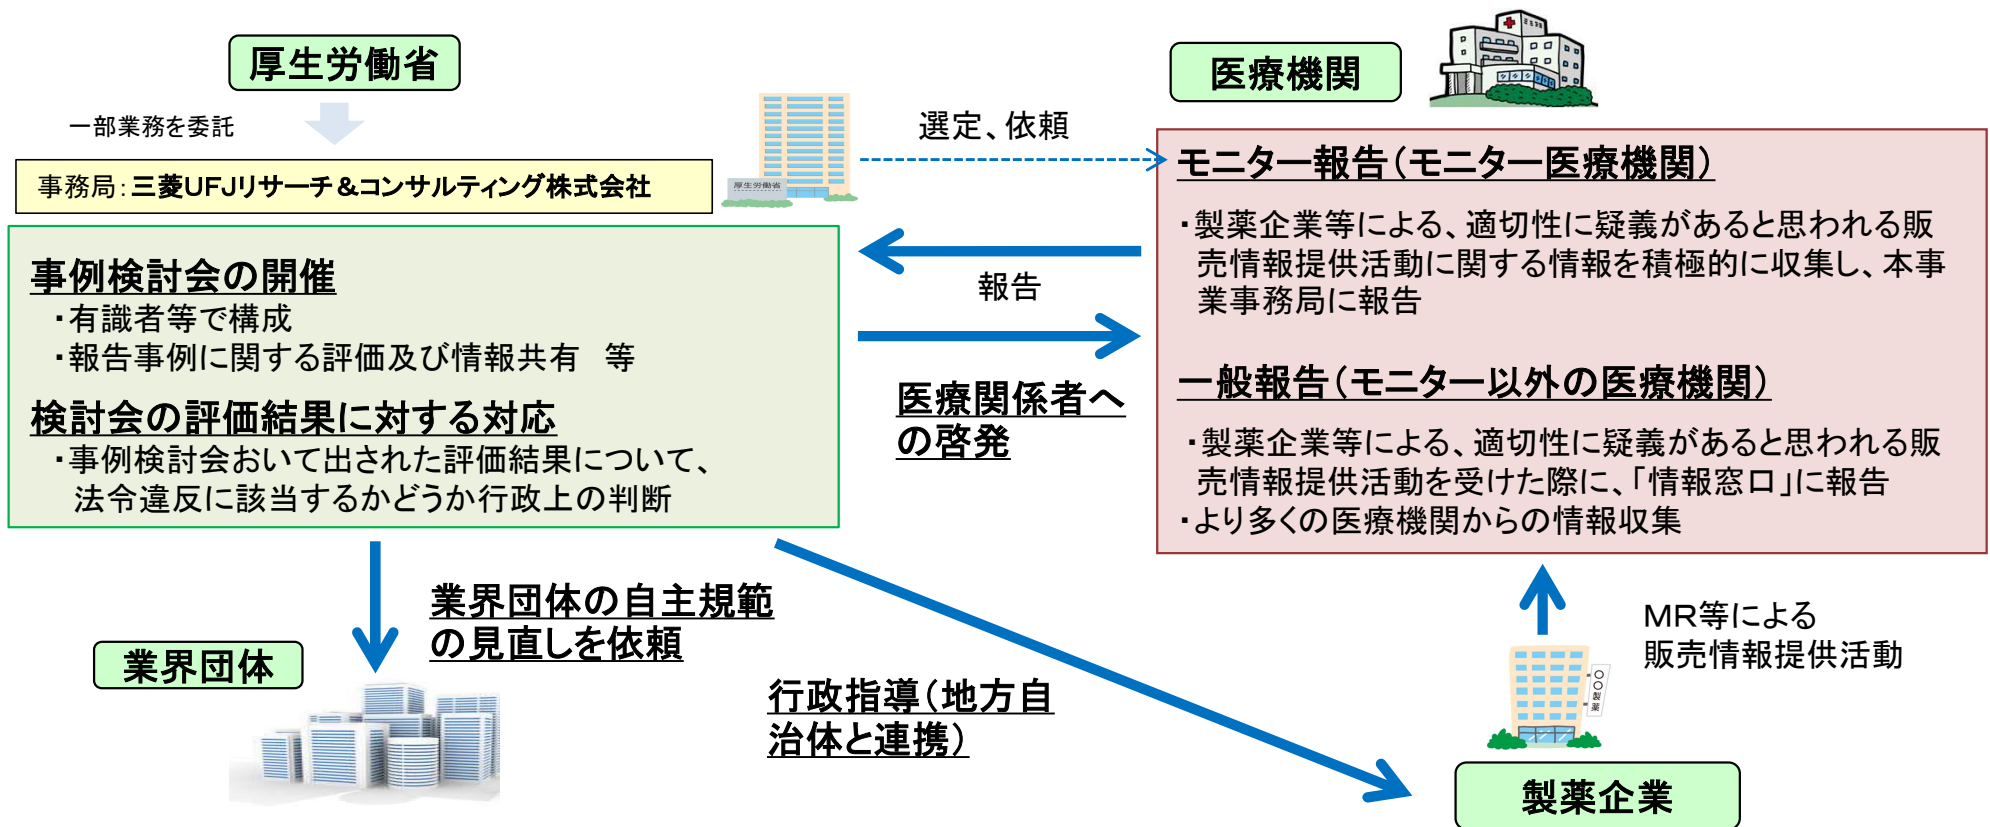 厚生労働省
一部業務を委託
事務局：三菱UFJリサーチ＆コンサルティング株式会社
厚生労働省
選定、依頼
医療機関
事例検討会の開催
・有識者等で構成
・報告事例に関する評価及び情報共有　等
検討会の評価結果に対する対応
・事例検討会おいて出された評価結果について、
法令違反に該当するかどうか行政上の判断
報告
医療関係者へ
の啓発
モニター報告（モニター医療機関）
・製薬企業等による、適切性に疑義があると思われる販
売情報提供活動に関する情報を積極的に収集し、本事
業事務局に報告
一般報告（モニター以外の医療機関）
・製薬企業等による、適切性に疑義があると思われる販
売情報提供活動を受けた際に、「情報窓口」に報告
・より多くの医療機関からの情報収集
業界団体の自主規範
の見直しを依頼
業界団体
行政指導（地方自
治体と連携）
MR等による
販売情報提供活動
〇〇製薬
製薬企業